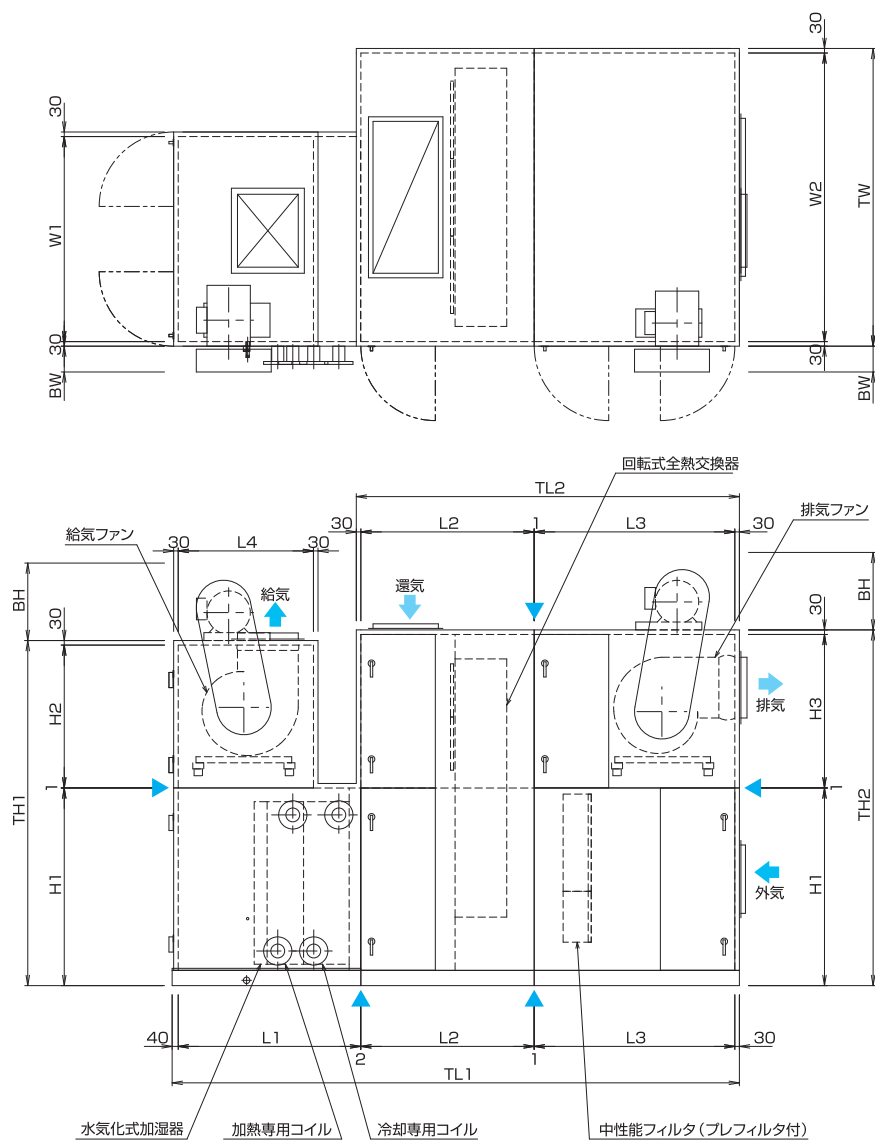 30
30
W1
W2
TW
30
BW
30
BW
回転式全熱交換器
TL2
排気ファン
給気ファン
30
L4
30
30
L2
1
L3
30
BH
給気
還気
BH
30
30
排気
H2
H3
1
1
TH1
TH2
H1
H1
外気
40
L1
2
L2
1
L3
30
TL1
水気化式加湿器
加熱専用コイル
冷却専用コイル
中性能フィルタ(プレフィルタ付)